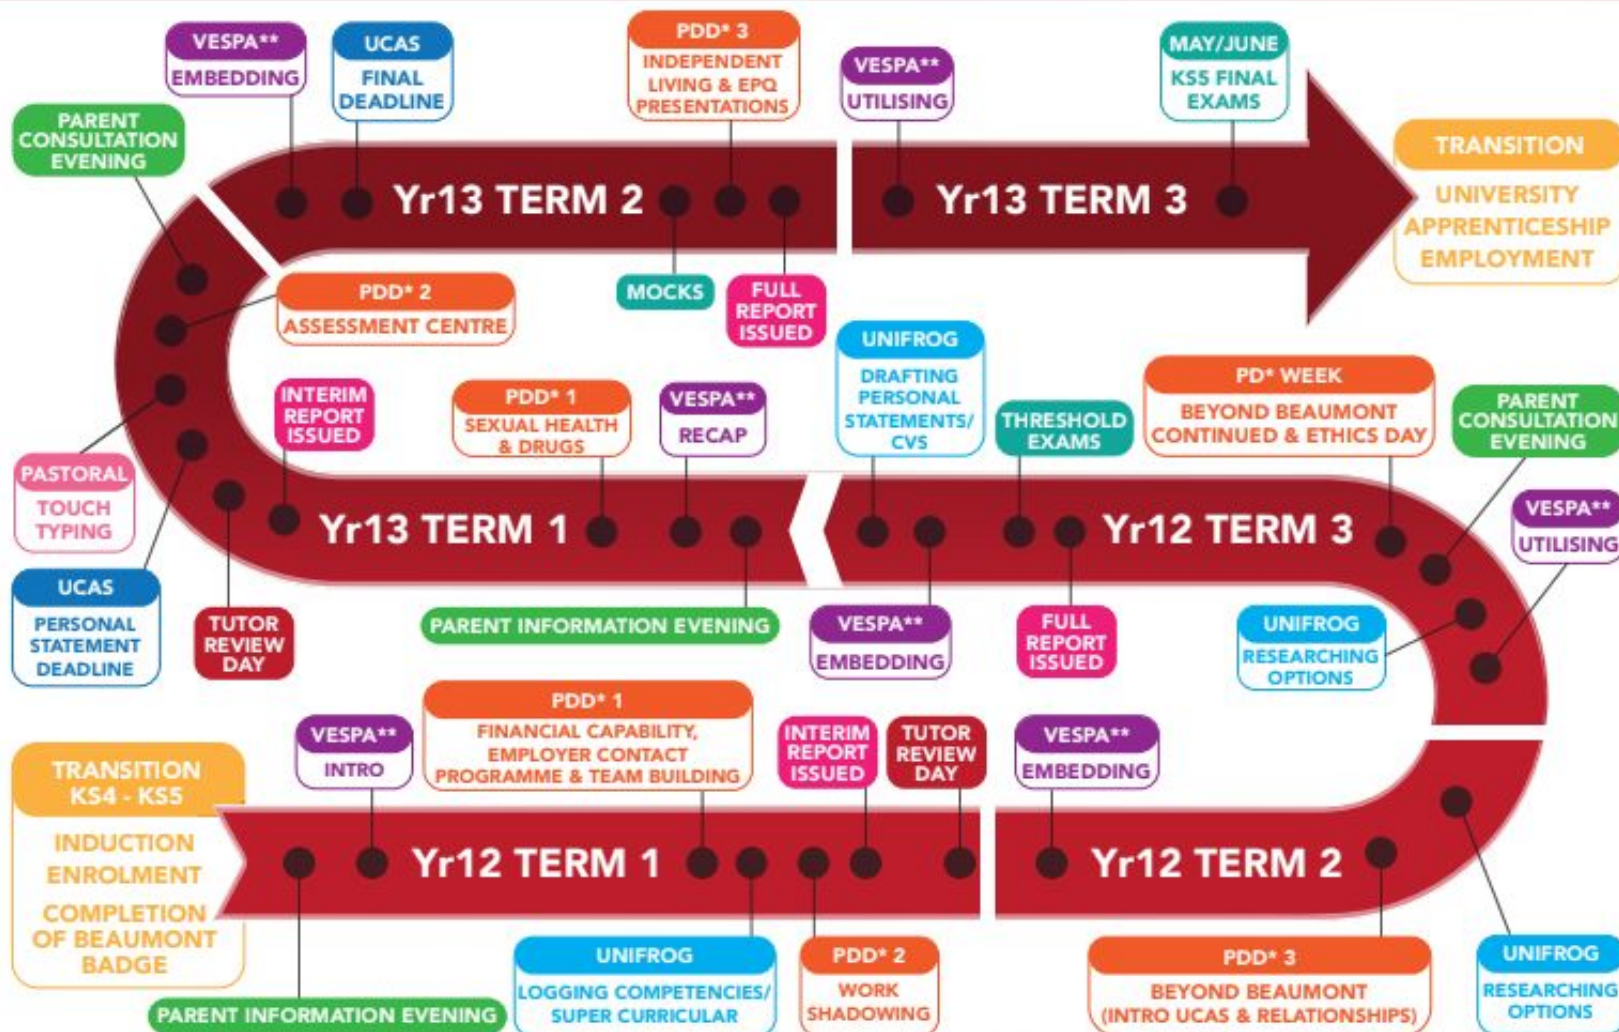 VESPA**
EMBEDDING
UCAS
FINAL
DEADLINE
PDD* 3
INDEPENDENT
LIVING & EPQ
PRESENTATIONS
VESPA**
UTILISING
MAY/JUNE
KS5 FINAL
EXAMS
PARENT
CONSULTATION
EVENING
TRANSITION
UNIVERSITY
APPRENTICESHIP
EMPLOYMENT
Yr13 TERM 2
Yr13 TERM 3
PDD* 2
ASSESSMENT CENTRE
MOCKS
FULL
REPORT
ISSUED
UNIFROG
DRAFTING
PERSONAL
STATEMENTS/
CVS
INTERIM
REPORT
ISSUED
PDD* 1
SEXUAL HEALTH
& DRUGS
VESPA**
RECAP
THRESHOLD
EXAMS
PD* WEEK
BEYOND BEAUMONT
CONTINUED & ETHICS DAY
PARENT
CONSULTATION
EVENING
PASTORAL
TOUCH
TYPING
Yr13 TERM 1
Yr12 TERM 3
VESPA**
UTILISING
UCAS
PERSONAL
STATEMENT
DEADLINE
TUTOR
REVIEW
DAY
PARENT INFORMATION EVENING
VESPA**
EMBEDDING
FULL
REPORT
ISSUED
UNIFROG
RESEARCHING
OPTIONS
TRANSITION
KS4 - KS5
INDUCTION
ENROLMENT
COMPLETION
OF BEAUMONT
BADGE
VESPA**
INTRO
PDD* 1
FINANCIAL CAPABILITY,
EMPLOYER CONTACT
PROGRAMME & TEAM BUILDING
INTERIM
REPORT
ISSUED
TUTOR
REVIEW
DAY
VESPA**
EMBEDDING
Yr12 TERM 1
Yr12 TERM 2
PARENT INFORMATION EVENING
UNIFROG
LOGGING COMPETENCIES/
SUPER CURRICULAR
PDD* 2
WORK
SHADOWING
PDD* 3
BEYOND BEAUMONT
(INTRO UCAS & RELATIONSHIPS)
UNIFROG
RESEARCHING
OPTIONS